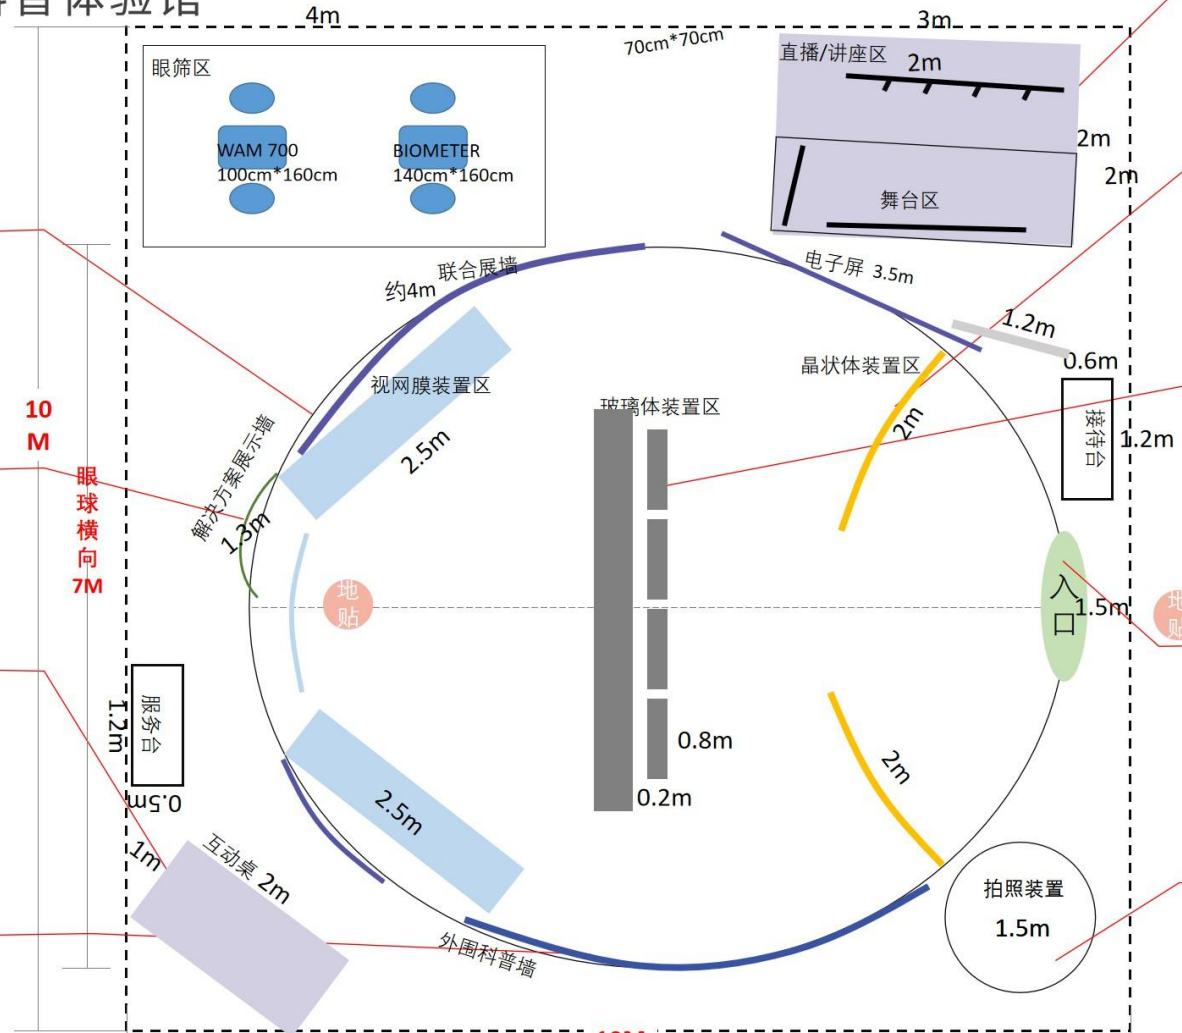 体验馆
4m
3m
70cm*70cm
眼筛区
WAM 700
100cm*160cm
BIOMETER
140cm*160cm
直播/讲座区
2m
2m
2m
舞台区
联合展墙
约4m
电子屏 3.5m
1.2m
0.6m
接待台
1.2m
晶状体装置区
2m
视网膜装置区
2.5m
玻璃体装置区
10
M
眼
球
横
向
7M
解决方案展示墙
1.3m
地
贴
入
口
1.5m
地
贴
服务台
1.2m
0.5m
0.8m
0.2m
2m
2.5m
互动桌 2m
1m
外围科普墙
拍照装置
1.5m